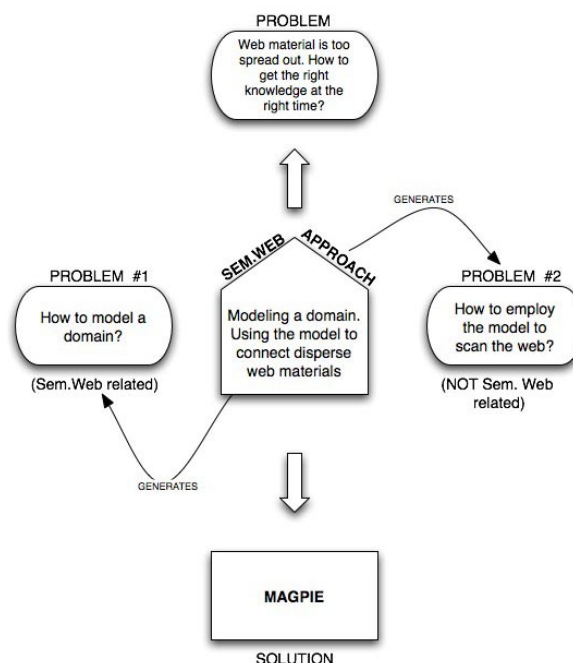 PROBLEM
Web material is too
spread out. How to
get the right
knowledge at the
right time?
GENERATES
SEM.WEB APPROACH
PROBLEM #1
PROBLEM #2
How to model a
domain?
Modeling a domain.
Using the model to
connect disperse
web materials
How to employ
the model to
scan the web?
(Sem.Web related)
(NOT Sem. Web
related)
GENERATES
MAGPIE
SOLUTION